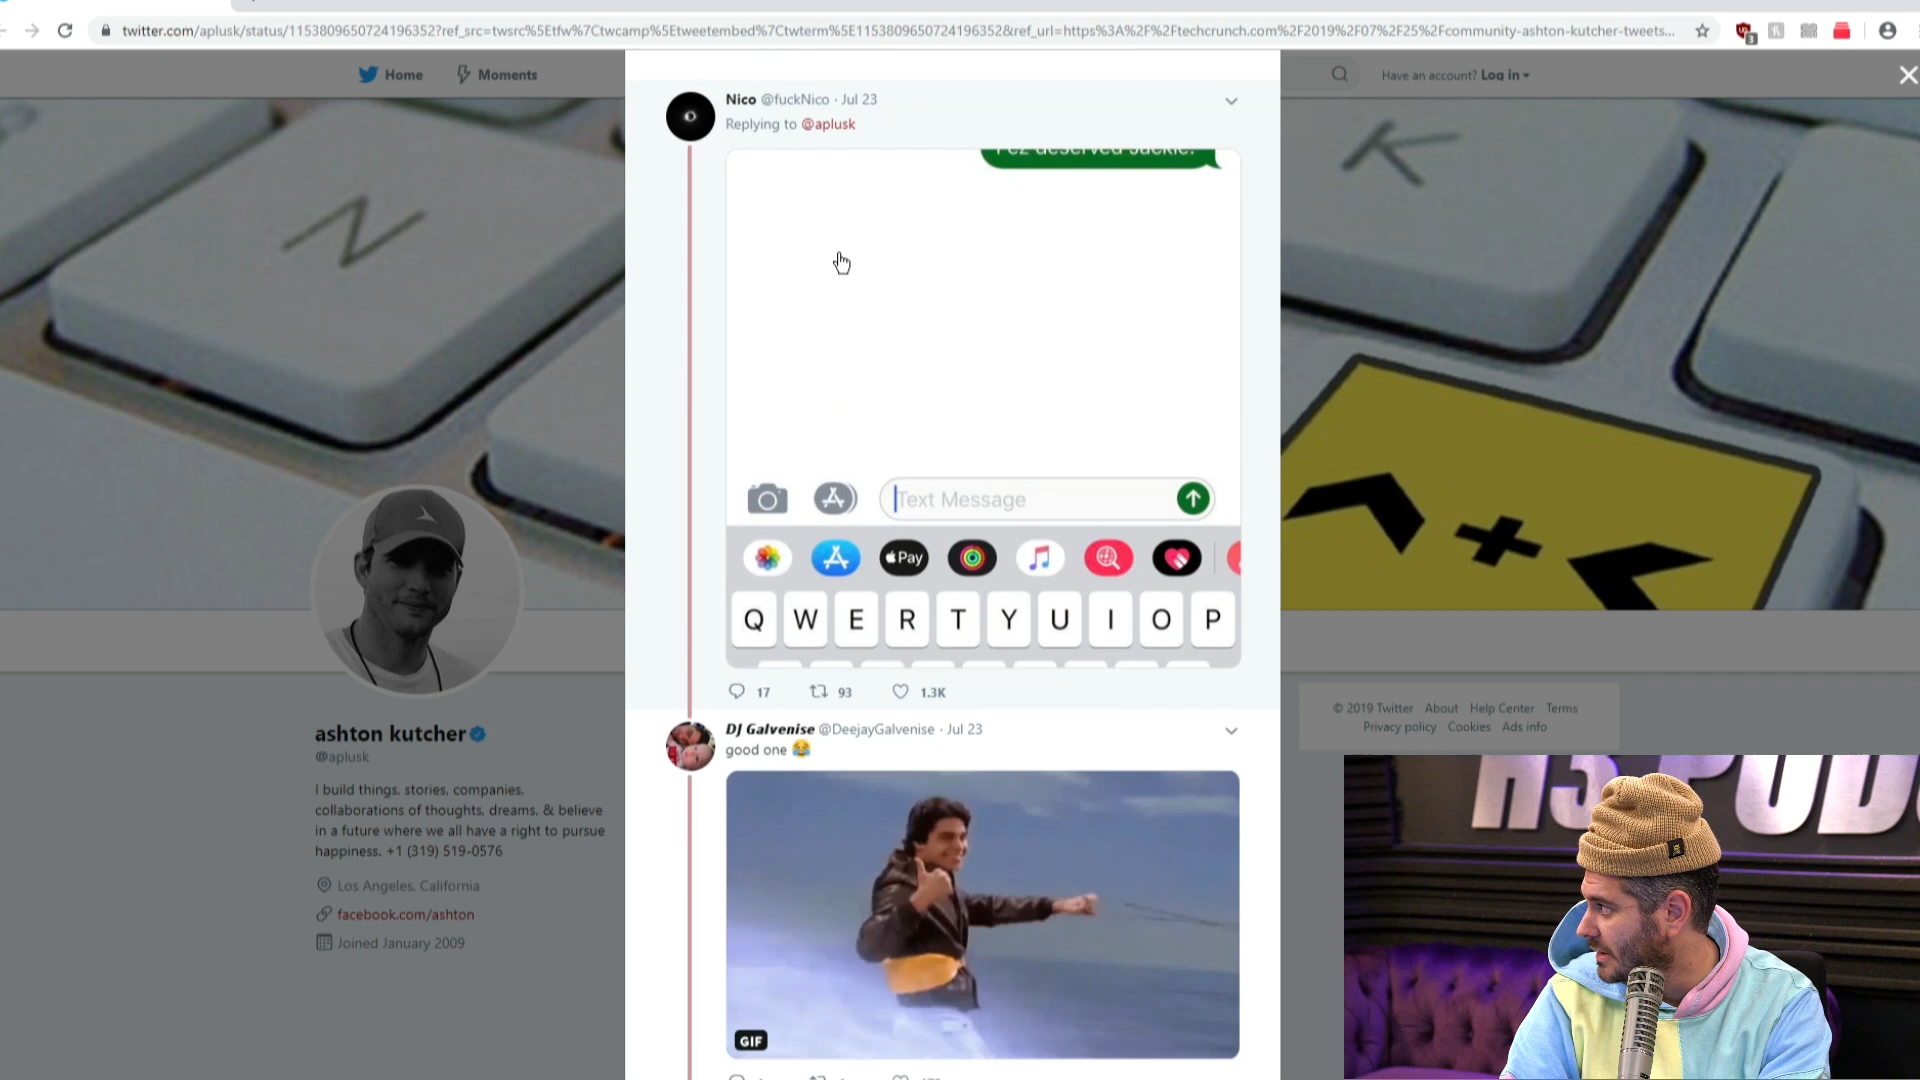 twitter.com/aplusk/status/1153809650724196352?ref_src=twsrc%5Etfw%7Ctwcamp%5Etweetembed%7Ctwterm%5E1153809650724196352&ref_url=https%3A%2F%2Ftechcrunch.com%2F2019%2F07%2F25%2Fcommunity-ashton-kutcher-tweets...
3
Home
Moments
Have an account? Log in
Nico @fuckNico · Jul 23
Replying to @aplusk
Fez deserved Jackie.
N
K
Text Message
Pay
Q W E R T Y U I O P
17 93 1.3K
DJ Galvenise @DeejayGalvenise · Jul 23
good one 😂
GIF
ashton kutcher
@aplusk
I build things, stories, companies,
collaborations of thoughts, dreams, & believe
in a future where we all have a right to pursue
happiness. +1 (319) 519-0576
Los Angeles, California
facebook.com/ashton
Joined January 2009
© 2019 Twitter About Help Center Terms
Privacy policy Cookies Ads info
H3 POD